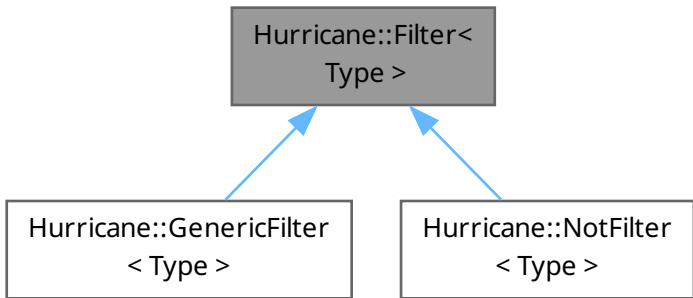 Hurricane::Filter<
Type >
Hurricane::GenericFilter
< Type >
Hurricane::NotFilter
< Type >